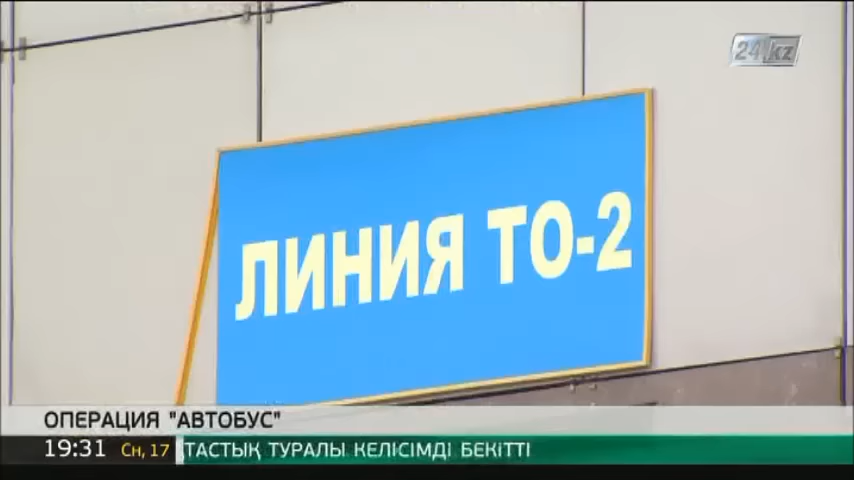 24kz
ЛИНИЯ ТО-2
ОПЕРАЦИЯ "АВТОБУС"
19:31 Сн, 17 ТАСТЫҚ ТУРАЛЫ КЕЛІСІМДІ БЕКІТТІ